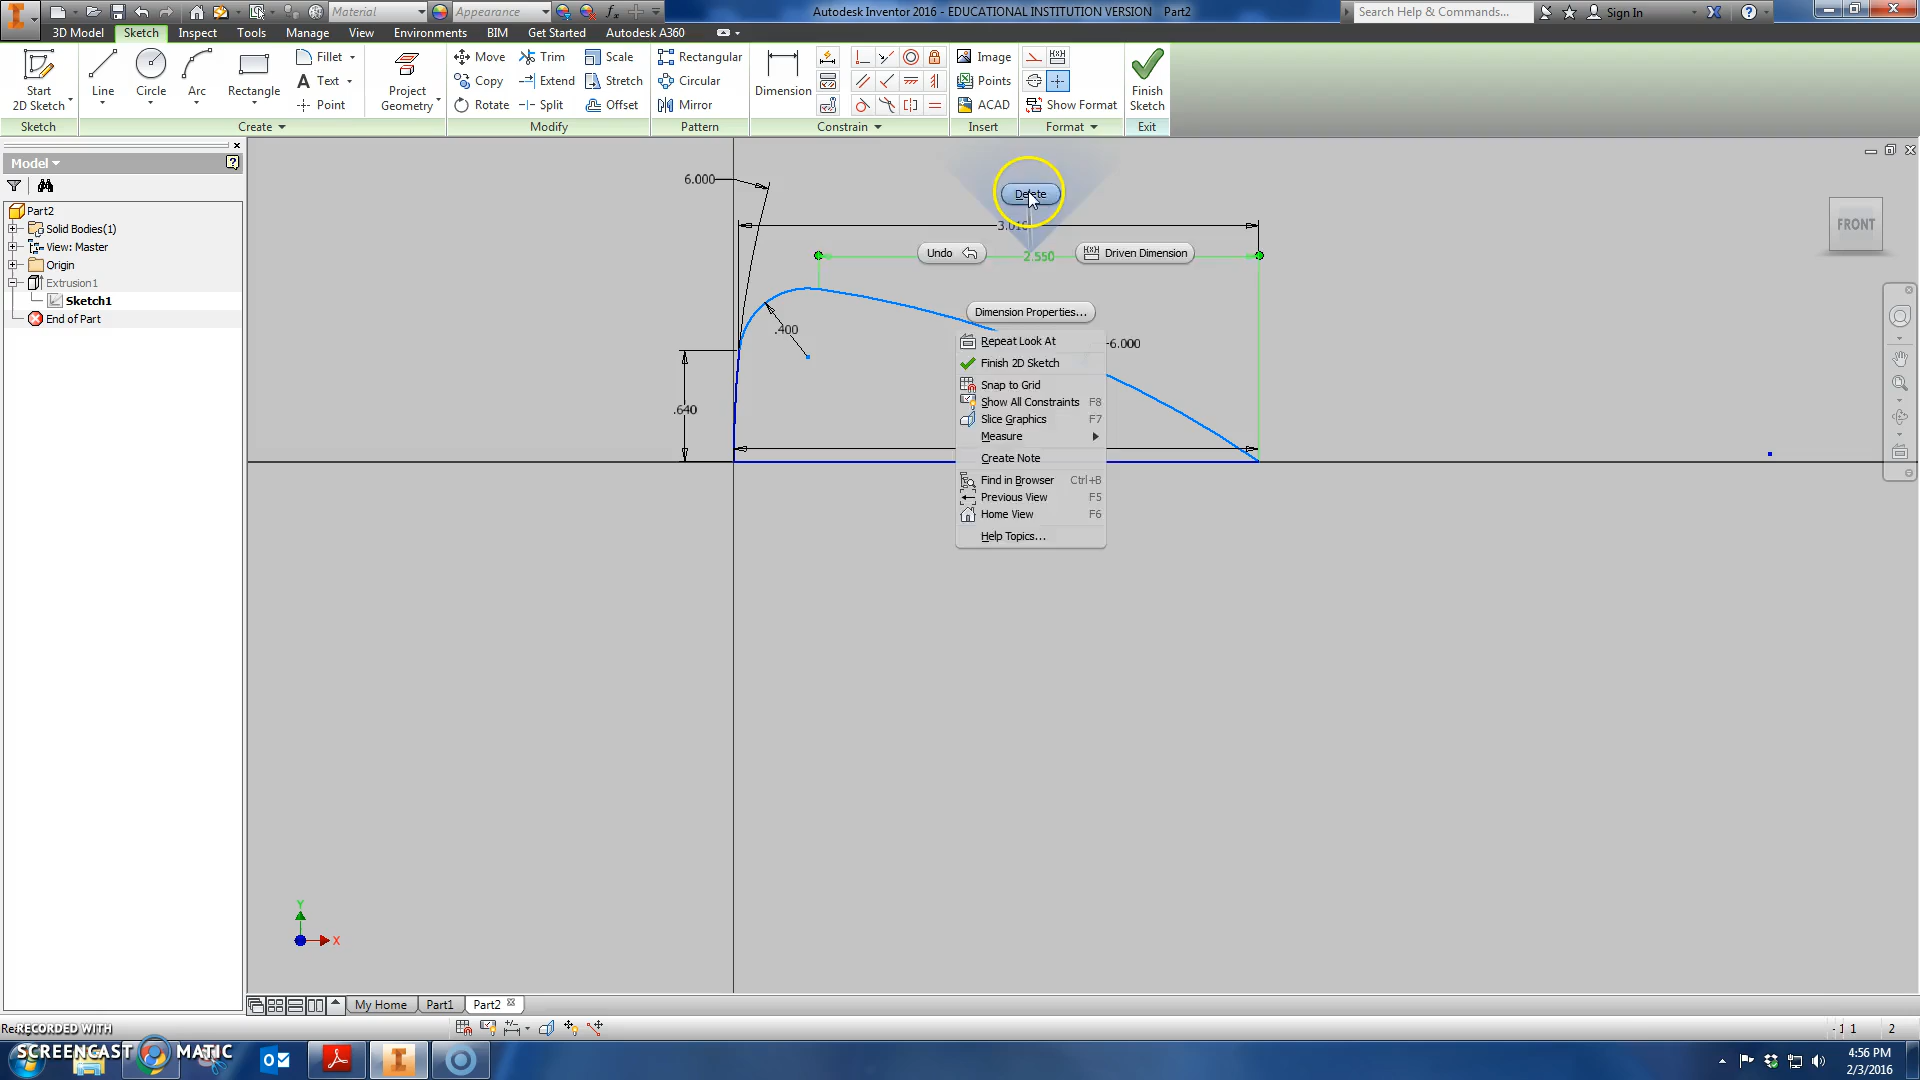 Material
Appearance
Autodesk Inventor 2016 - EDUCATIONAL INSTITUTION VERSION Part2
Search Help & Commands...
Sign In
3D Model Sketch Inspect Tools Manage View Environments BIM Get Started Autodesk A360
Start
2D Sketch
Line
Circle
Arc
Rectangle
Fillet
Text
Point
Project
Geometry
Move
Copy
Rotate
Trim
Extend
Split
Scale
Stretch
Offset
Rectangular
Circular
Mirror
Dimension
Image
Points
ACAD
Show Format
Finish
Sketch
Sketch
Create
Modify
Pattern
Constrain
Insert
Format
Exit
Model
Part2
Solid Bodies(1)
View: Master
Origin
Extrusion1
Sketch1
End of Part
6.000
Delete
3.010
Undo
2.550
Driven Dimension
FRONT
.400
Dimension Properties...
6.000
.640
Repeat Look At
Finish 2D Sketch
Snap to Grid
Show All Constraints F8
Slice Graphics F7
Measure
Create Note
Find in Browser Ctrl+B
Previous View F5
Home View F6
Help Topics...
Y
X
My Home Part1 Part2
RECORDED WITH
SCREENCAST MATIC
1 2
4:56 PM
2/3/2016